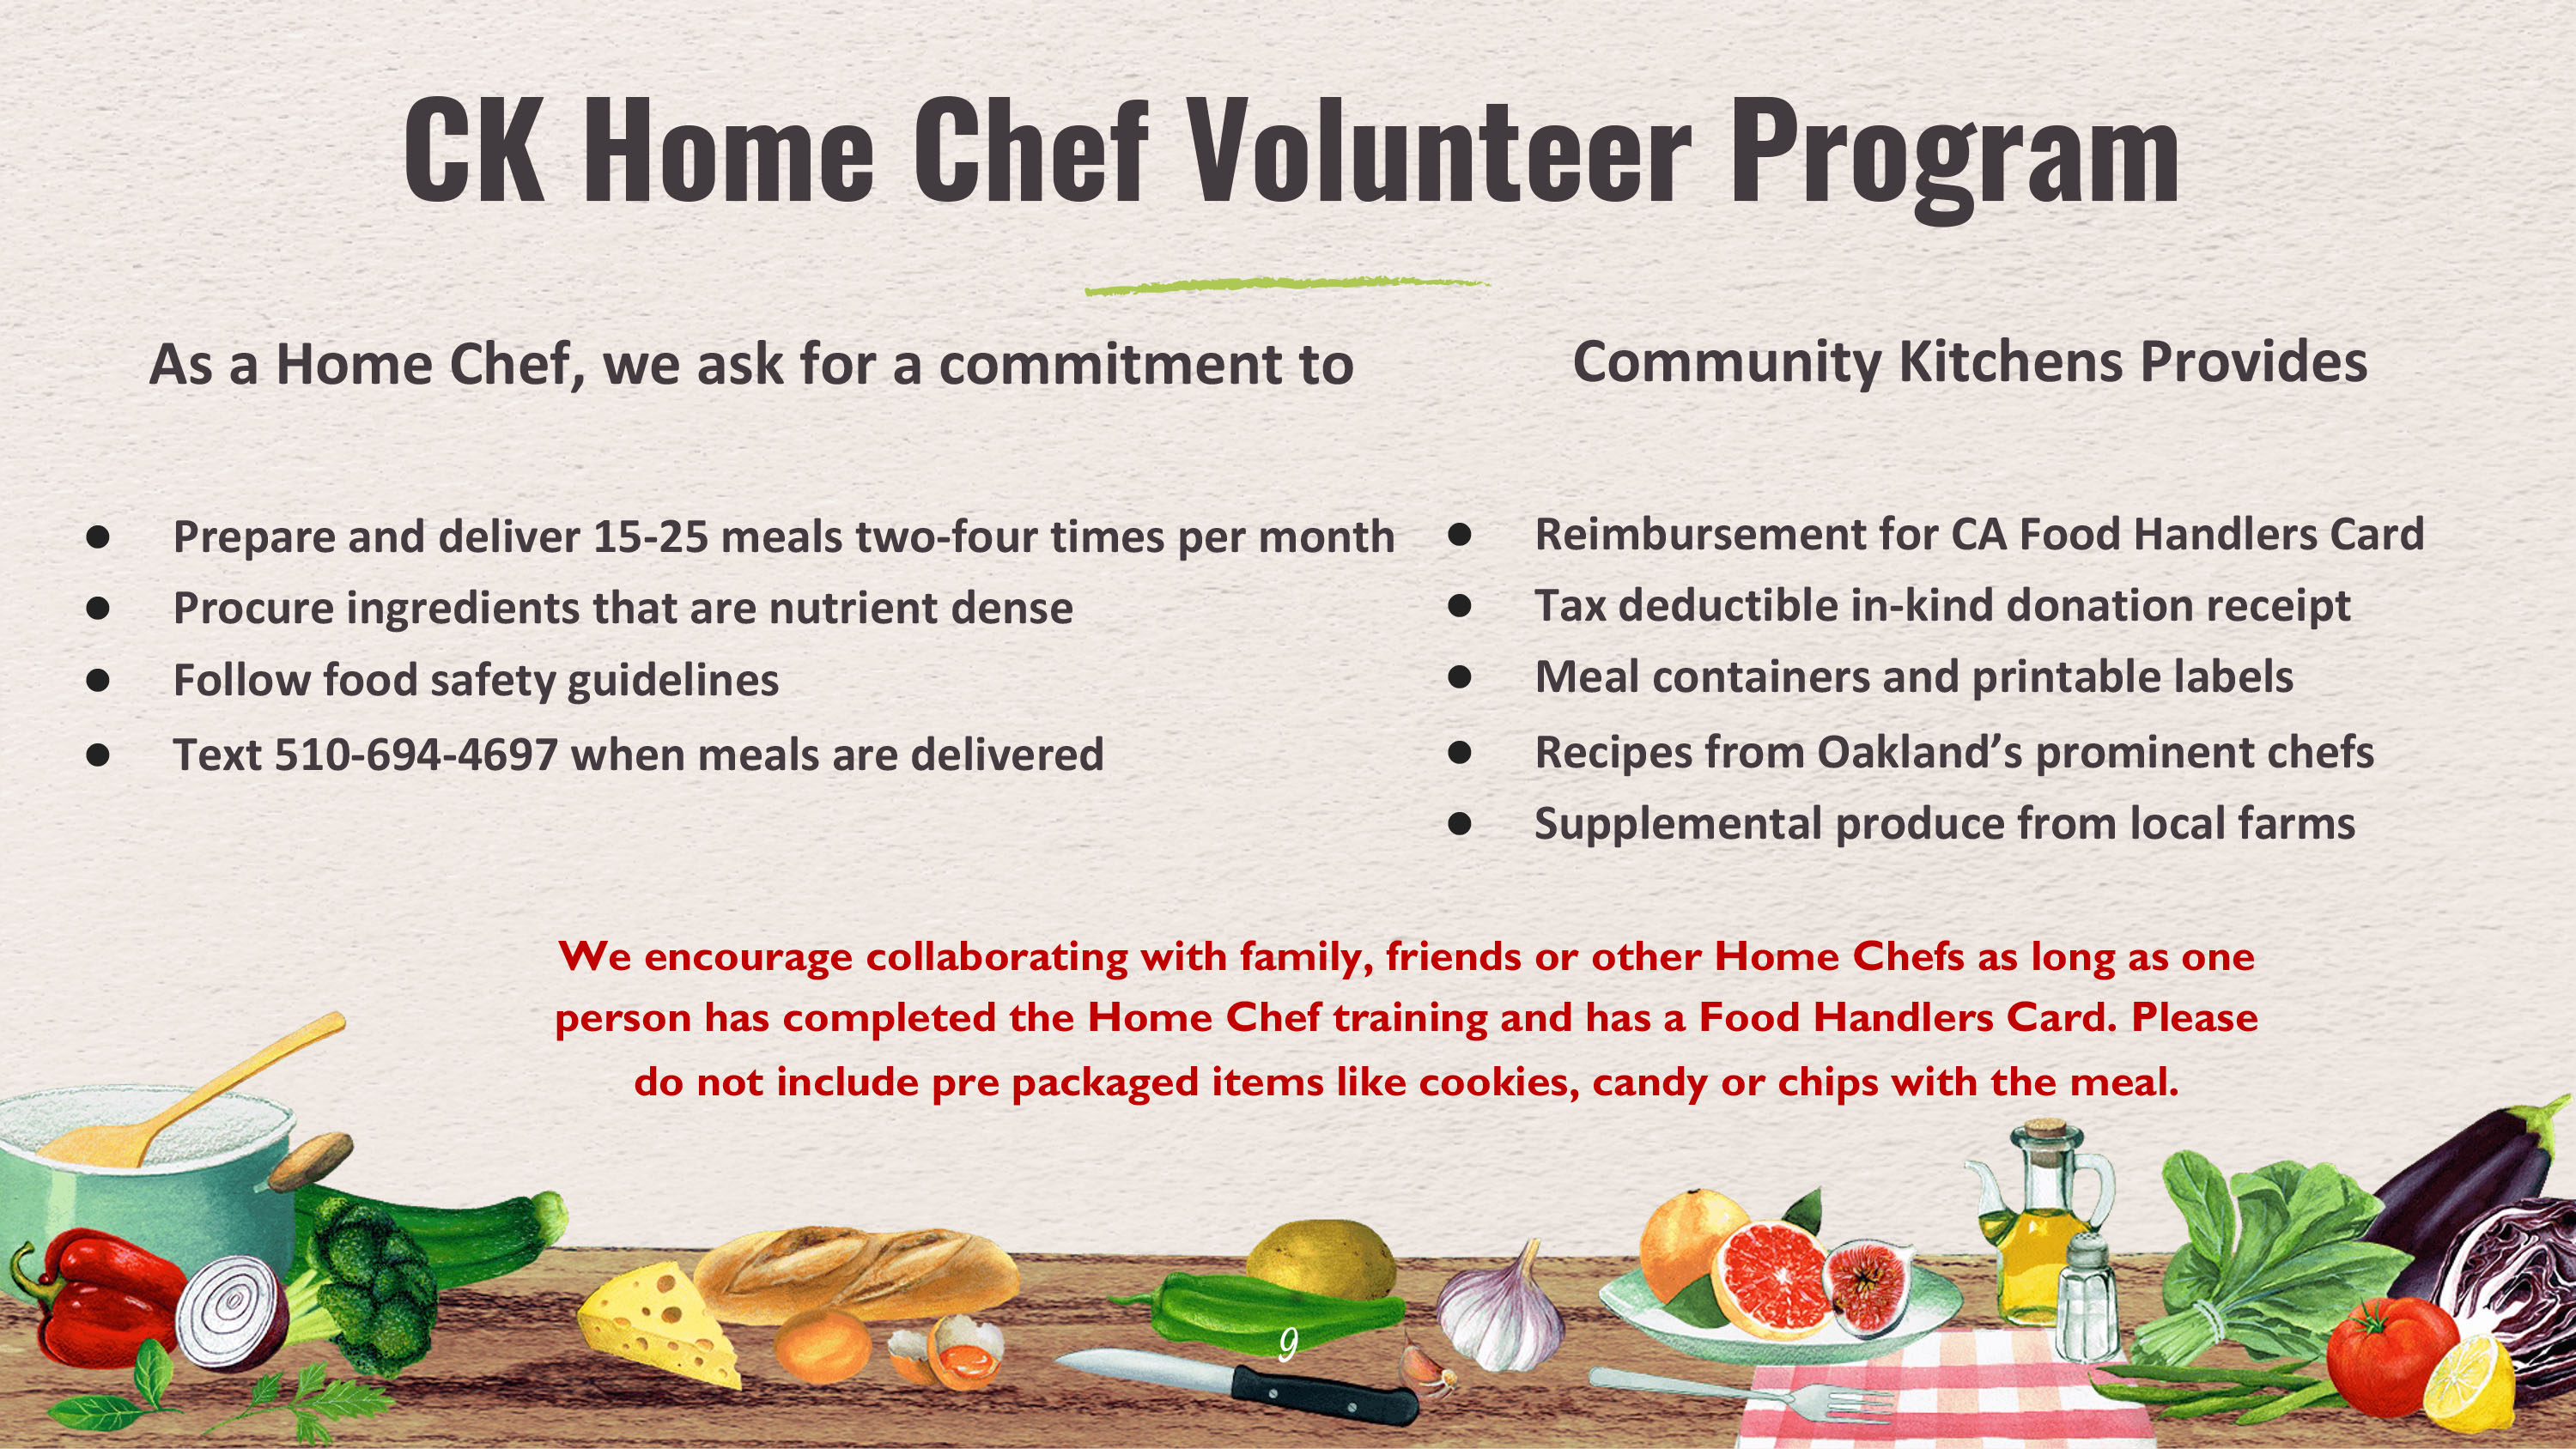 CK Home Chef Volunteer Program
As a Home Chef, we ask for a commitment to
● Prepare and deliver 15-25 meals two-four times per month
● Procure ingredients that are nutrient dense
● Follow food safety guidelines
● Text 510-694-4697 when meals are delivered
Community Kitchens Provides
● Reimbursement for CA Food Handlers Card
● Tax deductible in-kind donation receipt
● Meal containers and printable labels
● Recipes from Oakland’s prominent chefs
● Supplemental produce from local farms
We encourage collaborating with family, friends or other Home Chefs as long as one
person has completed the Home Chef training and has a Food Handlers Card. Please
do not include pre packaged items like cookies, candy or chips with the meal.
9